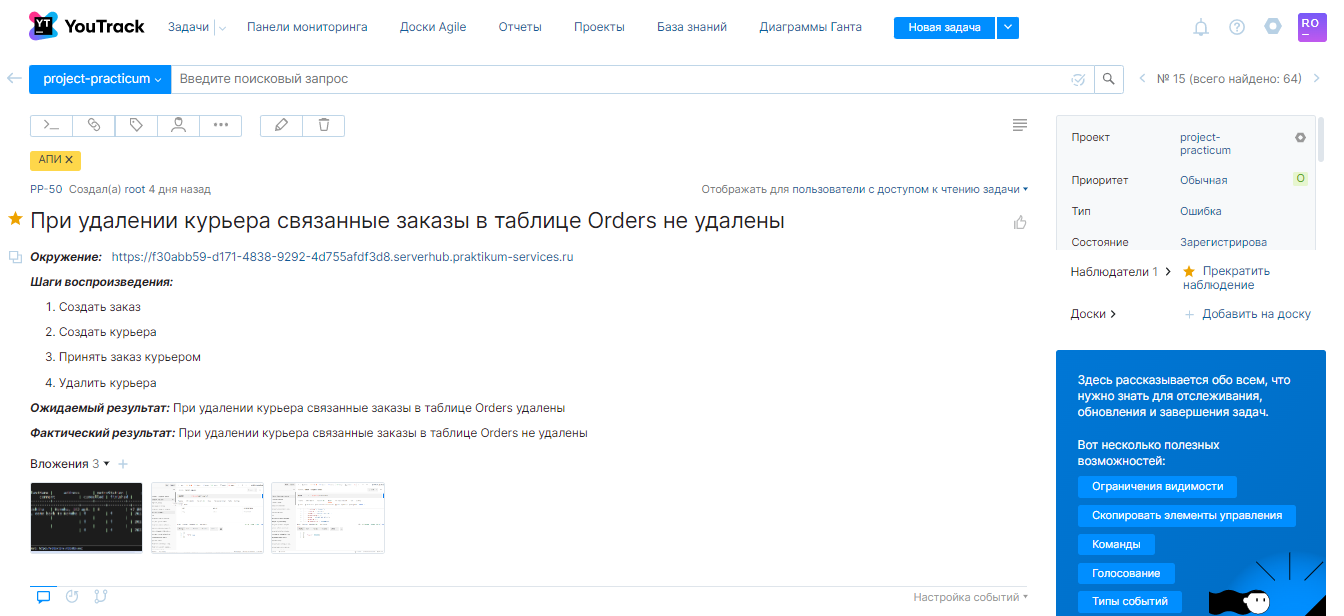 YT YouTrack Задачи Панели мониторинга Доски Agile Отчеты Проекты База знаний Диаграммы Ганта Новая задача RO
project-practicum Введите поисковый запрос № 15 (всего найдено: 64)
АПИ
PP-50 Создал(а) root 4 дня назад Отображать для пользователи с доступом к чтению задачи
При удалении курьера связанные заказы в таблице Orders не удалены
Окружение: https://f30abb59-d171-4838-9292-4d755afdf3d8.serverhub.praktikum-services.ru
Шаги воспроизведения:
1. Создать заказ
2. Создать курьера
3. Принять заказ курьером
4. Удалить курьера
Ожидаемый результат: При удалении курьера связанные заказы в таблице Orders удалены
Фактический результат: При удалении курьера связанные заказы в таблице Orders не удалены
Вложения 3
Настройка событий
Проект project-
practicum
Приоритет Обычная О
Тип Ошибка
Состояние Зарегистрирова
Наблюдатели 1 Прекратить
наблюдение
Доски Добавить на доску
Здесь рассказывается обо всем, что
нужно знать для отслеживания,
обновления и завершения задач.
Вот несколько полезных
возможностей:
Ограничения видимости
Скопировать элементы управления
Команды
Голосование
Типы событий